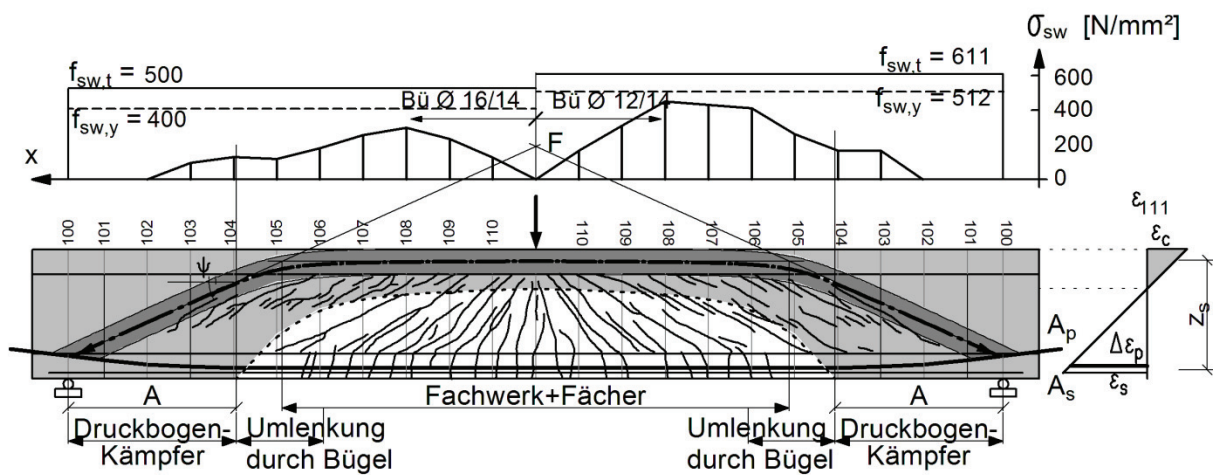 σsw [N/mm²]
fsw,t = 500
fsw,t = 611
600
Bü Ø 16/14
Bü Ø 12/14
fsw,y = 400
fsw,y = 512
400
200
0
x
F
100
101
102
103
104
105
106
107
108
109
110
110
109
108
107
106
105
104
103
102
101
100
ε111
εc
ψ
zs
Ap
Δεp
As
εs
A
Fachwerk+Fächer
A
Druckbogen-
Kämpfer
Umlenkung
durch Bügel
Umlenkung
durch Bügel
Druckbogen-
Kämpfer